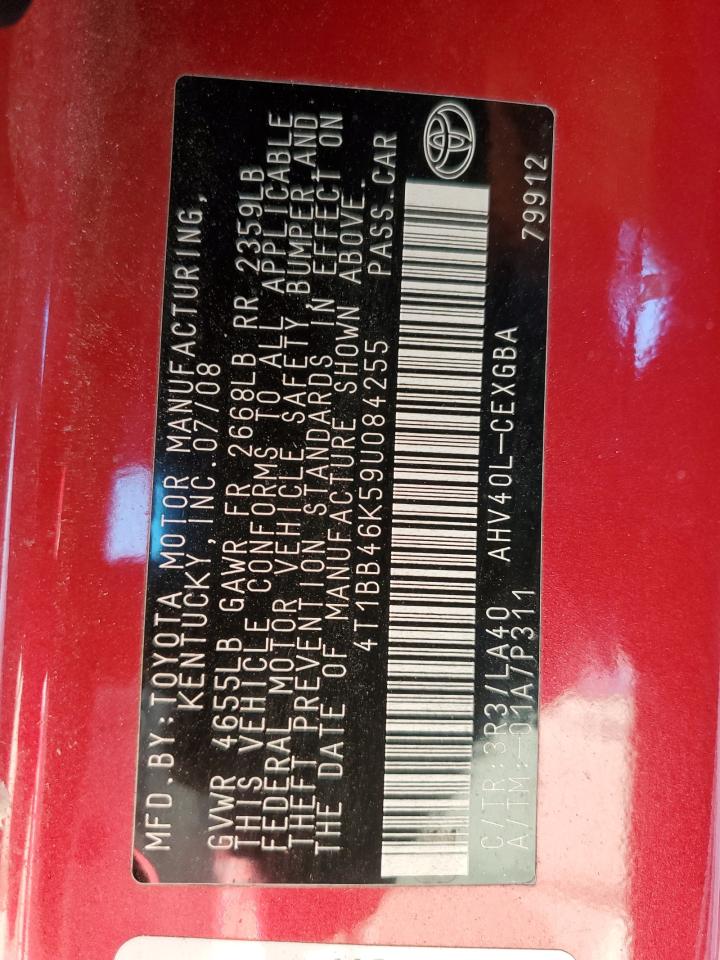 MFD.BY:TOYOTA MOTOR MANUFACTURING,
KENTUCKY,INC.07/08
GVWR 4655LB GAWR FR 2668LB RR 2359LB
THIS VEHICLE CONFORMS TO ALL APPLICABLE
FEDERAL MOTOR VEHICLE SAFETY,BUMPER,AND
THEFT PREVENTION STANDARDS IN EFFECT ON
THE DATE OF MANUFACTURE SHOWN ABOVE.
4T1BB46K59U084255 PASS.CAR
C/TR:3R3/LA40 AHV40L-CEXGBA 79912
A/TM:-01A/P311